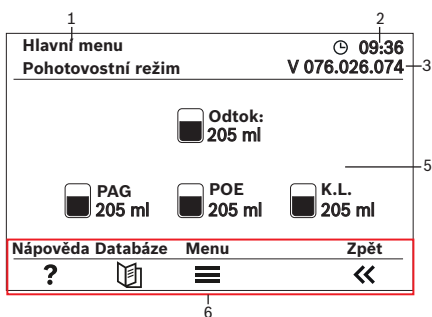 1 2
Hlavní menu 09:36
Pohotovostní režim V 076.026.074 3
Odtok:
205 ml
5
PAG POE K.L.
205 ml 205 ml 205 ml
Nápověda Databáze Menu Zpět
?
6